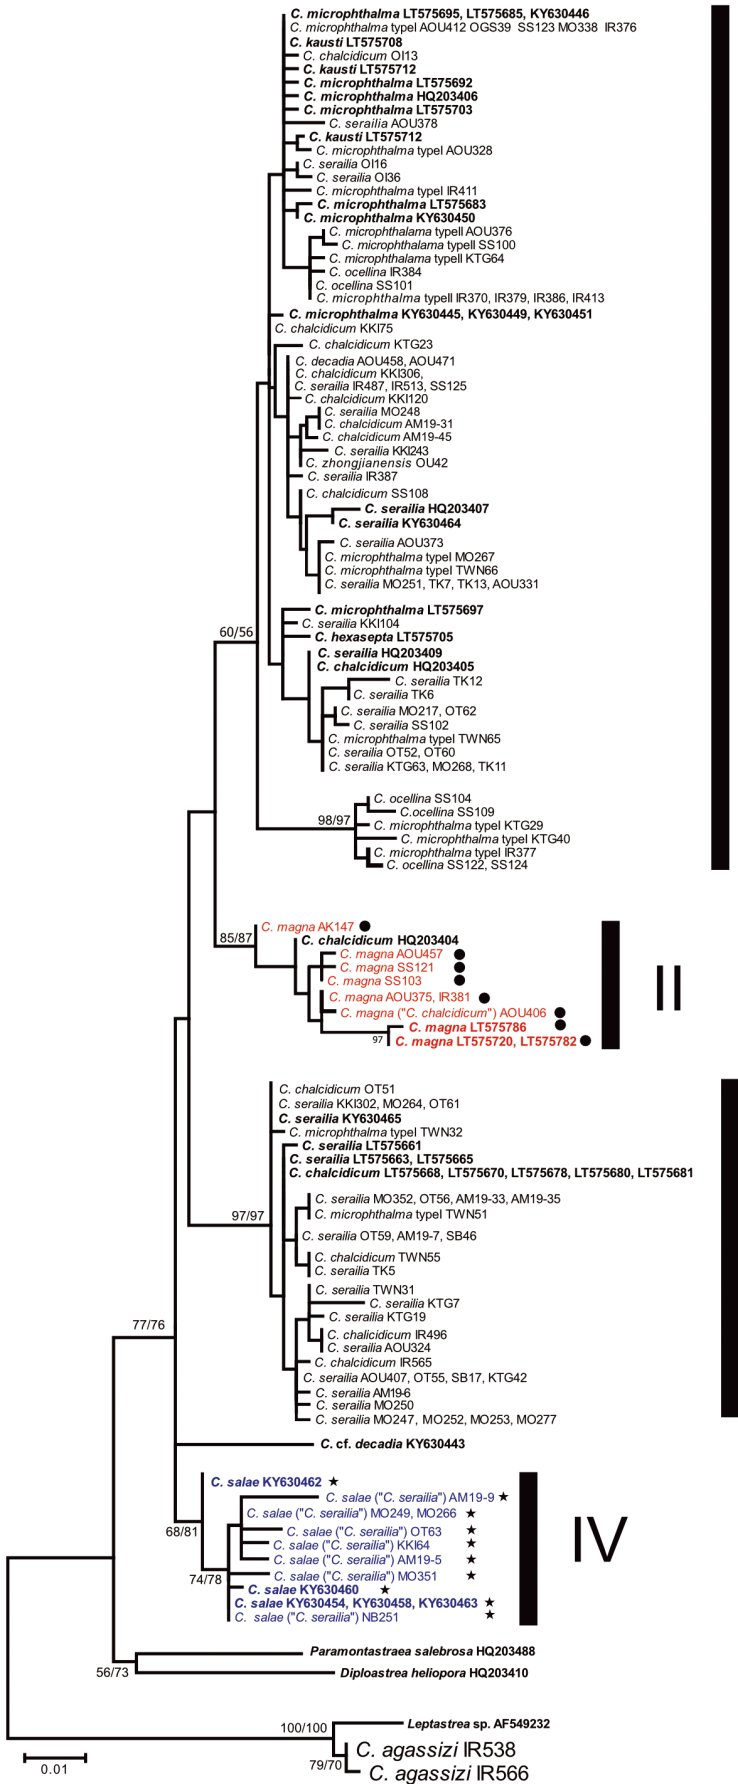 C. microphthalma LT575695, LT575685, KY630446
C. microphthalma typeI AOU412 OGS39 SS123 MO338 IR376
C. kausti LT575708
C. chalcidicum OI13
C. kausti LT575712
C. microphthalma LT575692
C. microphthalma HQ203406
C. microphthalma LT575703
C. serailia AOU378
C. kausti LT575712
C. microphthalma typeI AOU328
C. serailia OI16
C. serailia OI36
C. microphthalma typeI IR411
C. microphthalma LT575683
C. microphthalma KY630450
C. microphthalama typeII AOU376
C. microphthalama typeII SS100
C. microphthalma typeII KTG64
C. ocellina IR384
C. ocellina SS101
C. microphthalma typeII IR370, IR379, IR386, IR413
C. microphthalma KY630445, KY630449, KY630451
C. chalcidicum KKI75
C. chalcidicum KTG23
C. decadia AOU458, AOU471
C. chalcidicum KKI306,
C. serailia IR487, IR513, SS125
C. chalcidicum KKI120
C. serailia MO248
C. chalcidicum AM19-31
C. chalcidicum AM19-45
C. serailia KKI243
C. zhongjianensis OU42
C. serailia IR387
C. chalcidicum SS108
C. serailia HQ203407
C. serailia KY630464
C. serailia AOU373
C. microphthalma typeI MO267
C. microphthalma typeI TWN66
C. serailia MO251, TK7, TK13, AOU331
C. microphthalma LT575697
C. serailia KKI104
60/56
C. hexasepta LT575705
C. serailia HQ203409
C. chalcidicum HQ203405
C. serailia TK12
C. serailia TK6
C. serailia MO217, OT62
C. serailia SS102
C. microphthalma typeI TWN65
C. serailia OT52, OT60
C. serailia KTG63, MO268, TK11
C. ocellina SS104
C.ocellina SS109
98/97
C. microphthalma typeI KTG29
C. microphthalma typeI KTG40
C. microphthalma typeI IR377
C. ocellina SS122, SS124
C. magna AK147
85/87
C. chalcidicum HQ203404
C. magna AOU457
C. magna SS121
C. magna SS103
II
C. magna AOU375, IR381
C. magna ("C. chalcidicum") AOU406
C. magna LT575786
97
C. magna LT575720, LT575782
C. chalcidicum OT51
C. serailia KKI302, MO264, OT61
C. serailia KY630465
C. microphthalma typeI TWN32
C. serailia LT575661
C. serailia LT575663, LT575665
C. chalcidicum LT575668, LT575670, LT575678, LT575680, LT575681
C. serailia MO352, OT56, AM19-33, AM19-35
97/97
C. microphthalma typeI TWN51
C. serailia OT59, AM19-7, SB46
C. chalcidicum TWN55
C. serailia TK5
C. serailia TWN31
C. serailia KTG7
C. serailia KTG19
77/76
C. chalicidicum IR496
C. serailia AOU324
C. chalcidicum IR565
C. serailia AOU407, OT55, SB17, KTG42
C. serailia AM19-6
C. serailia MO250
C. serailia MO247, MO252, MO253, MO277
C. cf. decadia KY630443
C. salae KY630462
C. salae ("C. serailia") AM19-9
C. salae ("C. serailia") MO249, MO266
68/81
C. salae ("C. serailia") OT63
C. salae ("C. serailia") KKI64
IV
C. salae ("C. serailia") AM19-5
74/78
C. salae ("C. serailia") MO351
C. salae KY630460
C. salae KY630454, KY630458, KY630463
C. salae ("C. serailia") NB251
Paramontastraea salebrosa HQ203488
56/73
Diploastrea heliopora HQ203410
100/100
Leptastrea sp. AF549232
C. agassizi IR538
79/70
C. agassizi IR566
0.01